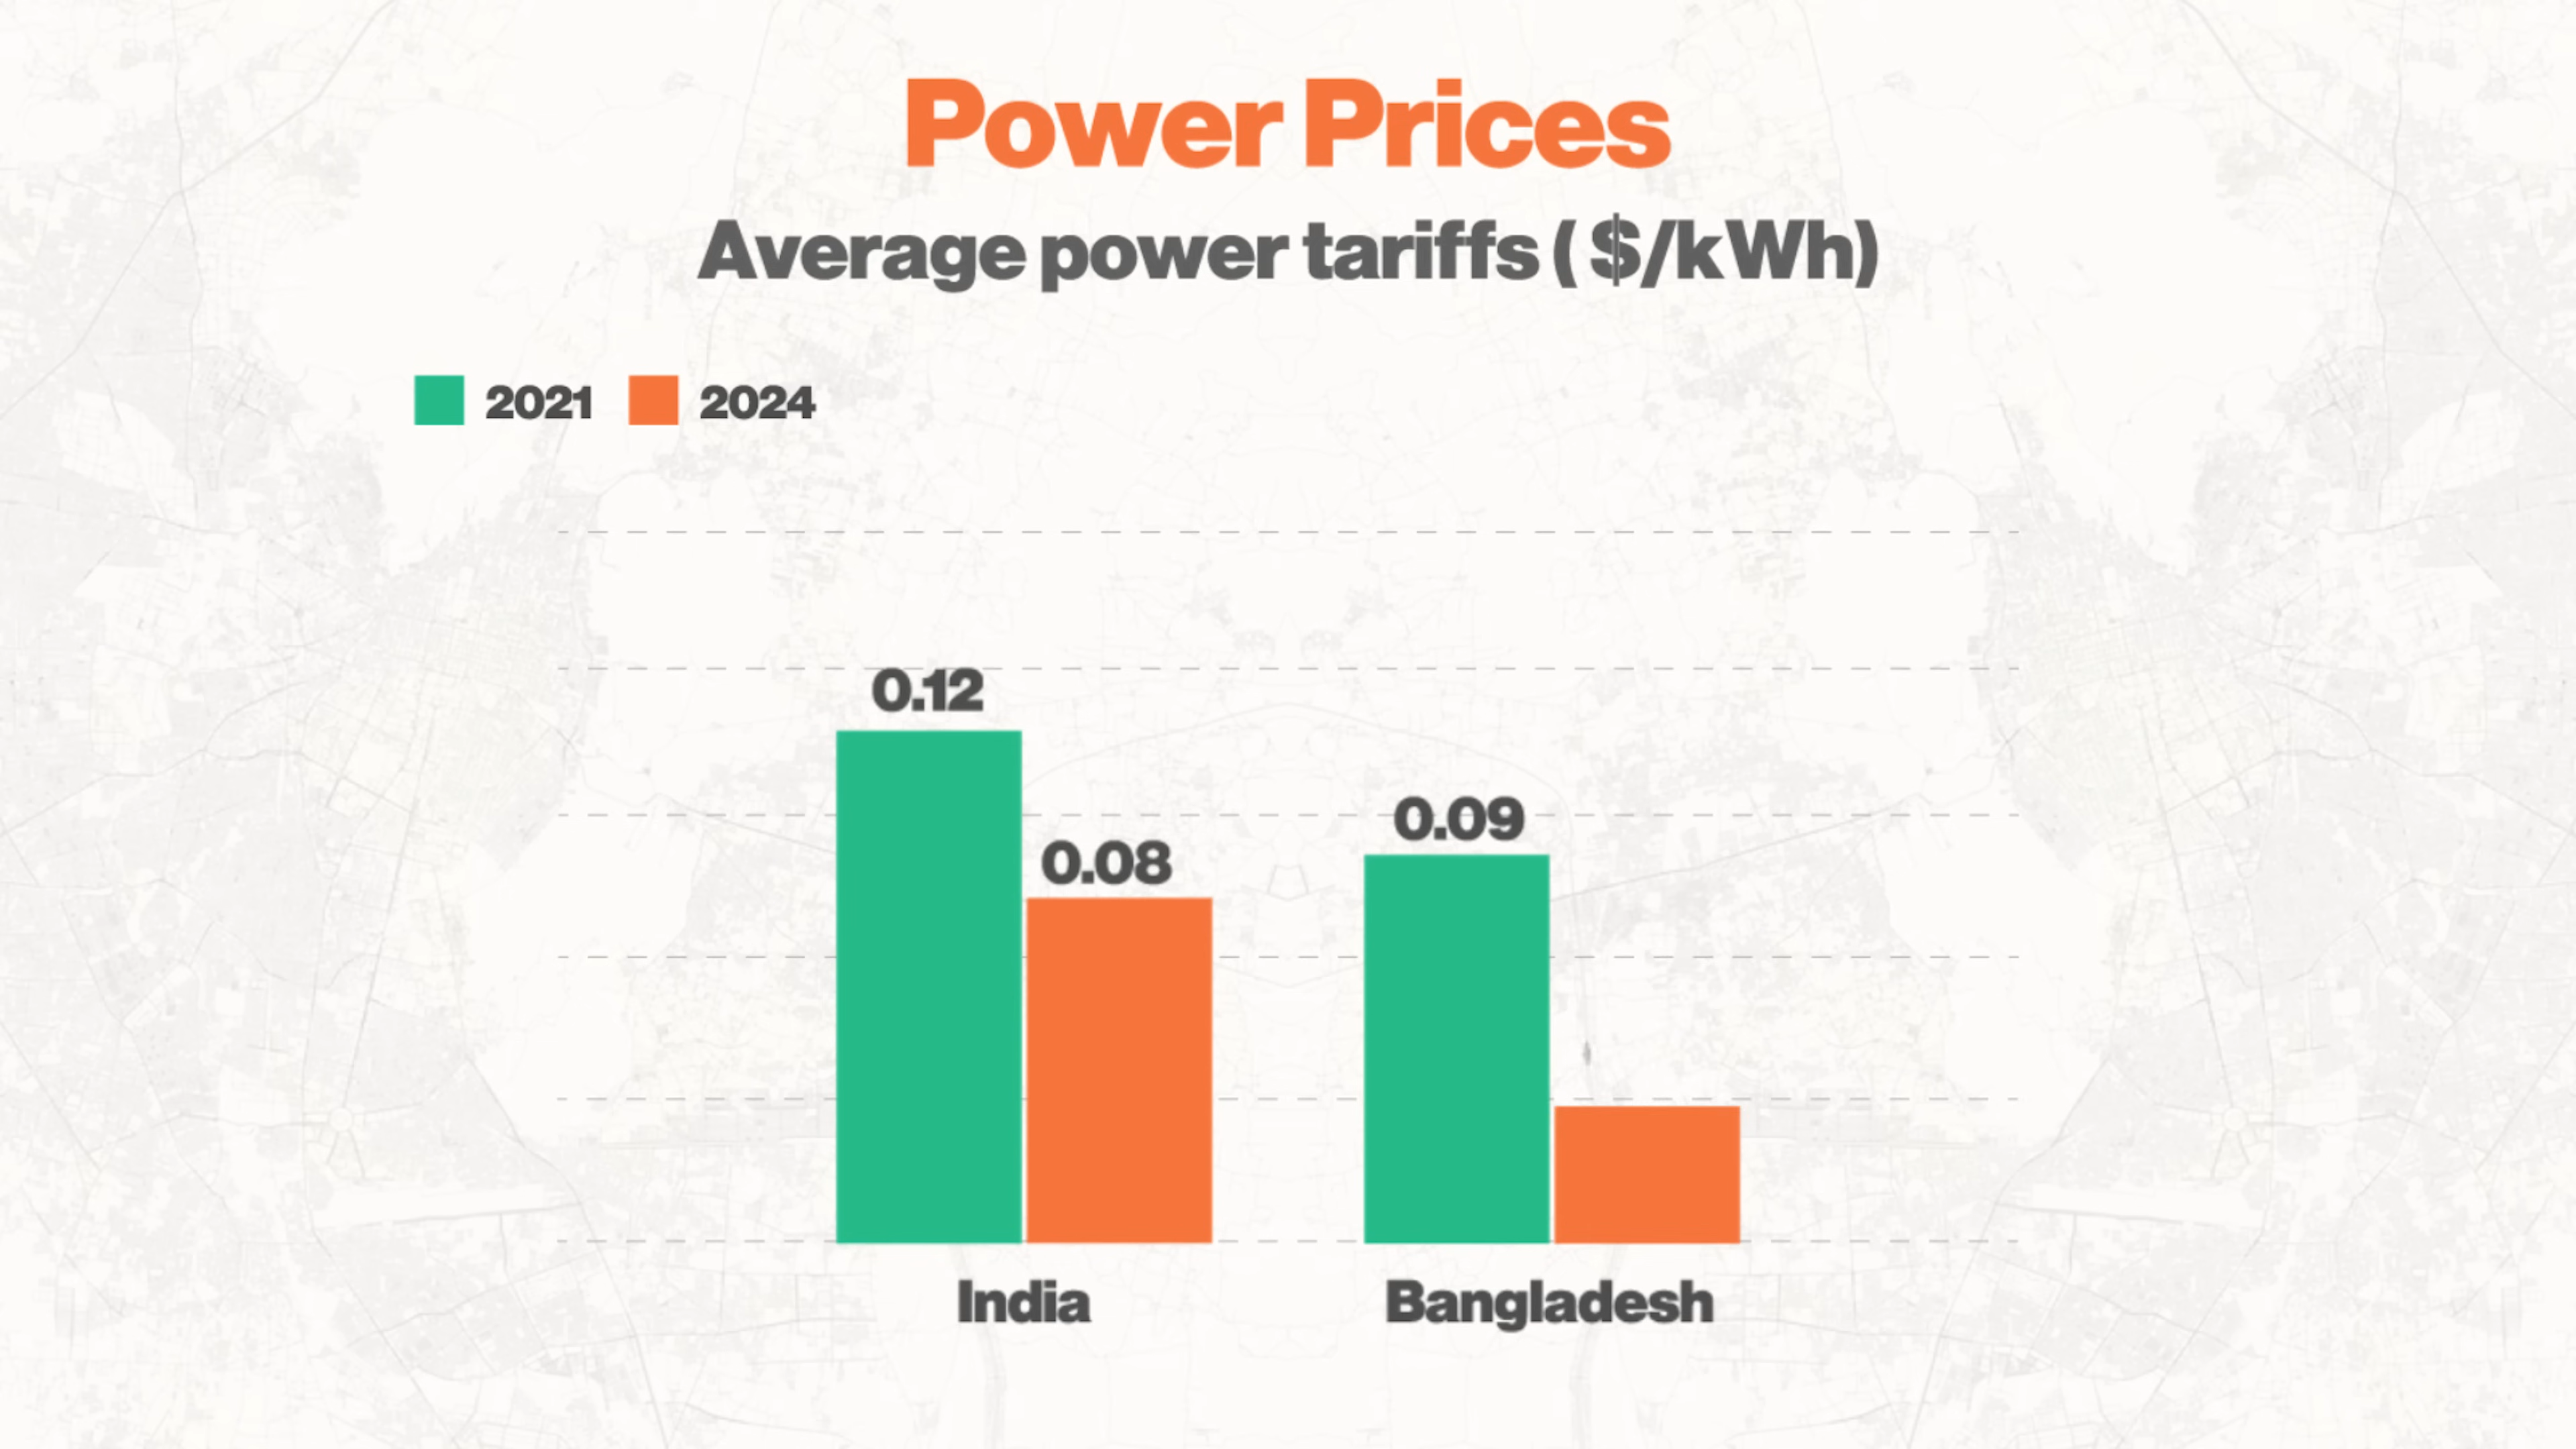 Power Prices
Average power tariffs ( $/kWh)
2021 2024
0.12
0.09
0.08
India Bangladesh